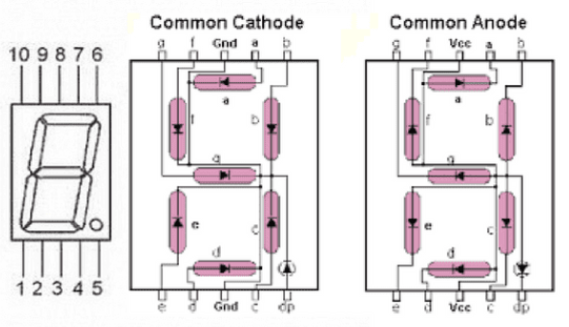 Common Cathode
Common Anode
10 9 8 7 6
g f Gnd a b
g f Vcc a b
a
a
f b
f b
g
g
e c
e c
d
d
1 2 3 4 5
e d Gnd c dp
e d Vcc c dp